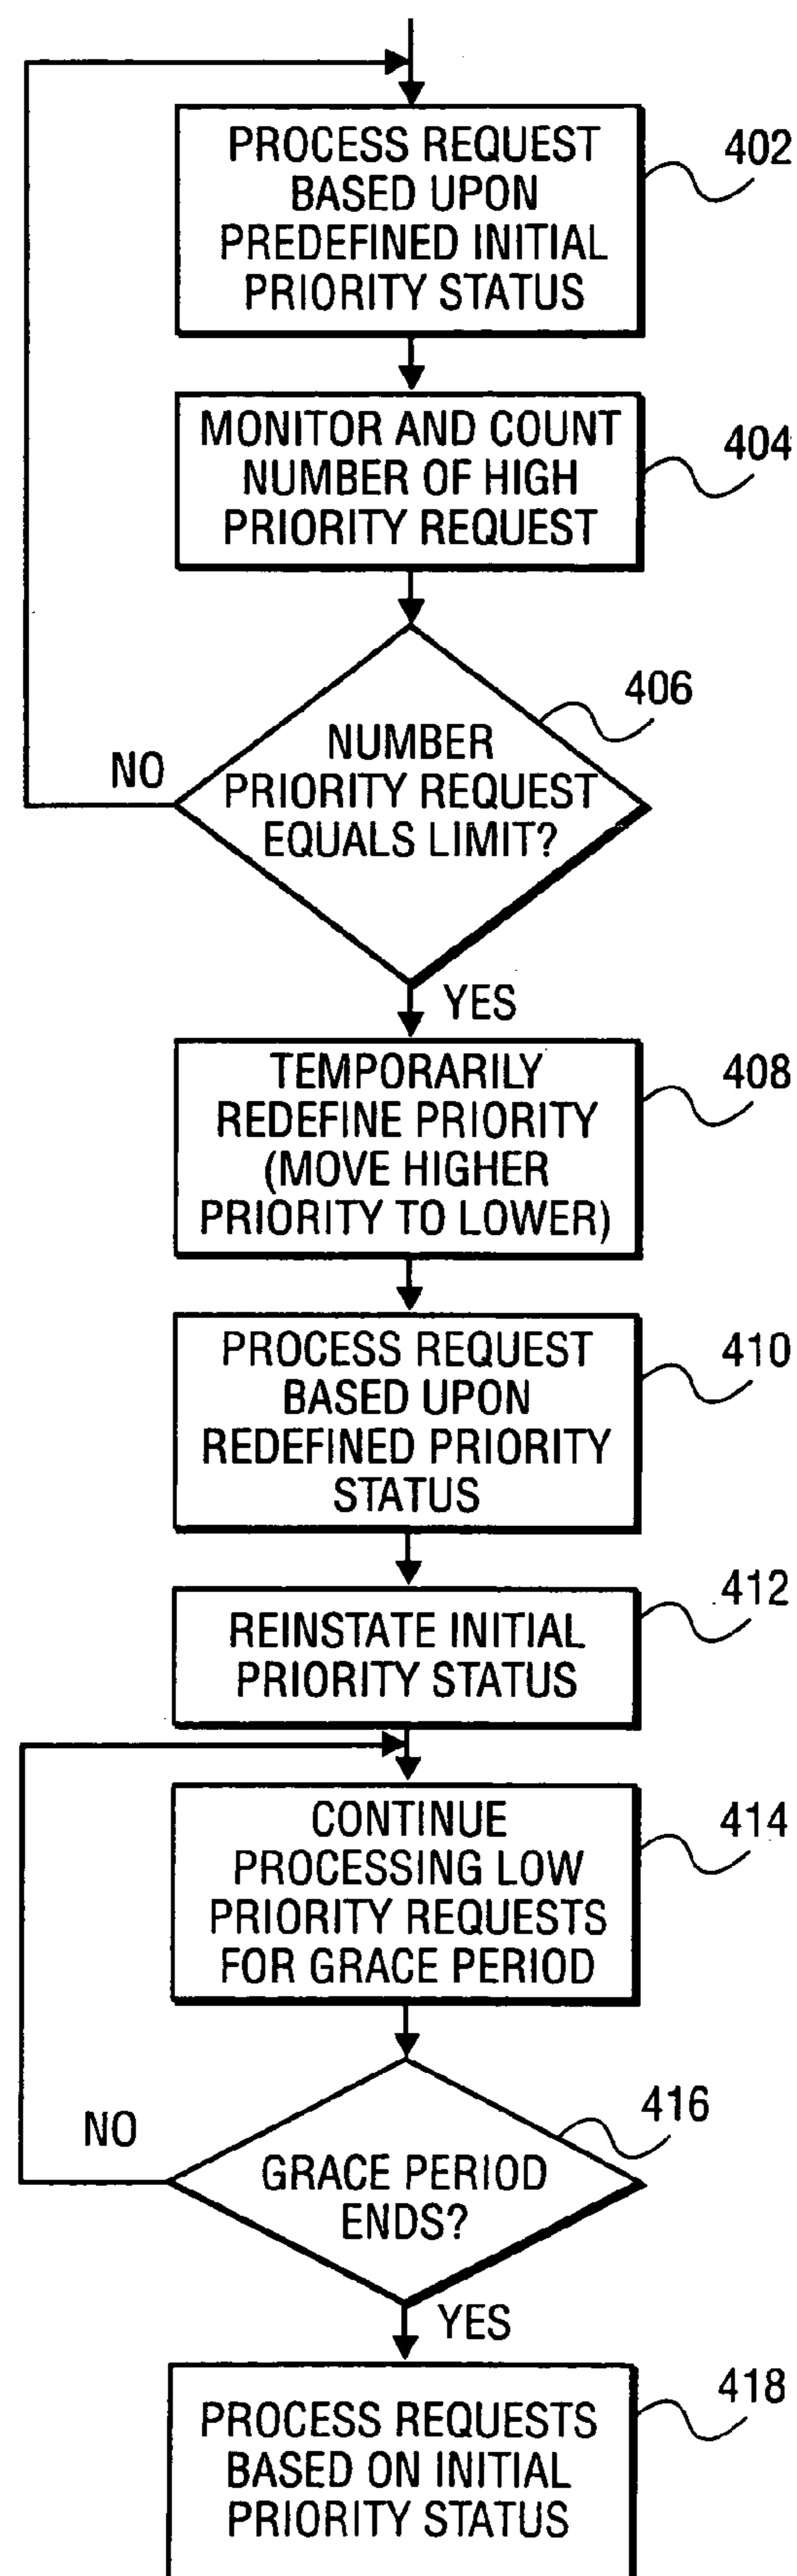 PROCESS REQUEST
BASED UPON
PREDEFINED INITIAL
PRIORITY STATUS
402
MONITOR AND COUNT
NUMBER OF HIGH
PRIORITY REQUEST
404
406
NUMBER
PRIORITY REQUEST
EQUALS LIMIT?
NO
YES
TEMPORARILY
REDEFINE PRIORITY
(MOVE HIGHER
PRIORITY TO LOWER)
408
PROCESS REQUEST
BASED UPON
REDEFINED PRIORITY
STATUS
410
REINSTATE INITIAL
PRIORITY STATUS
412
CONTINUE
PROCESSING LOW
PRIORITY REQUESTS
FOR GRACE PERIOD
414
416
NO
GRACE PERIOD
ENDS?
YES
PROCESS REQUESTS
BASED ON INITIAL
PRIORITY STATUS
418